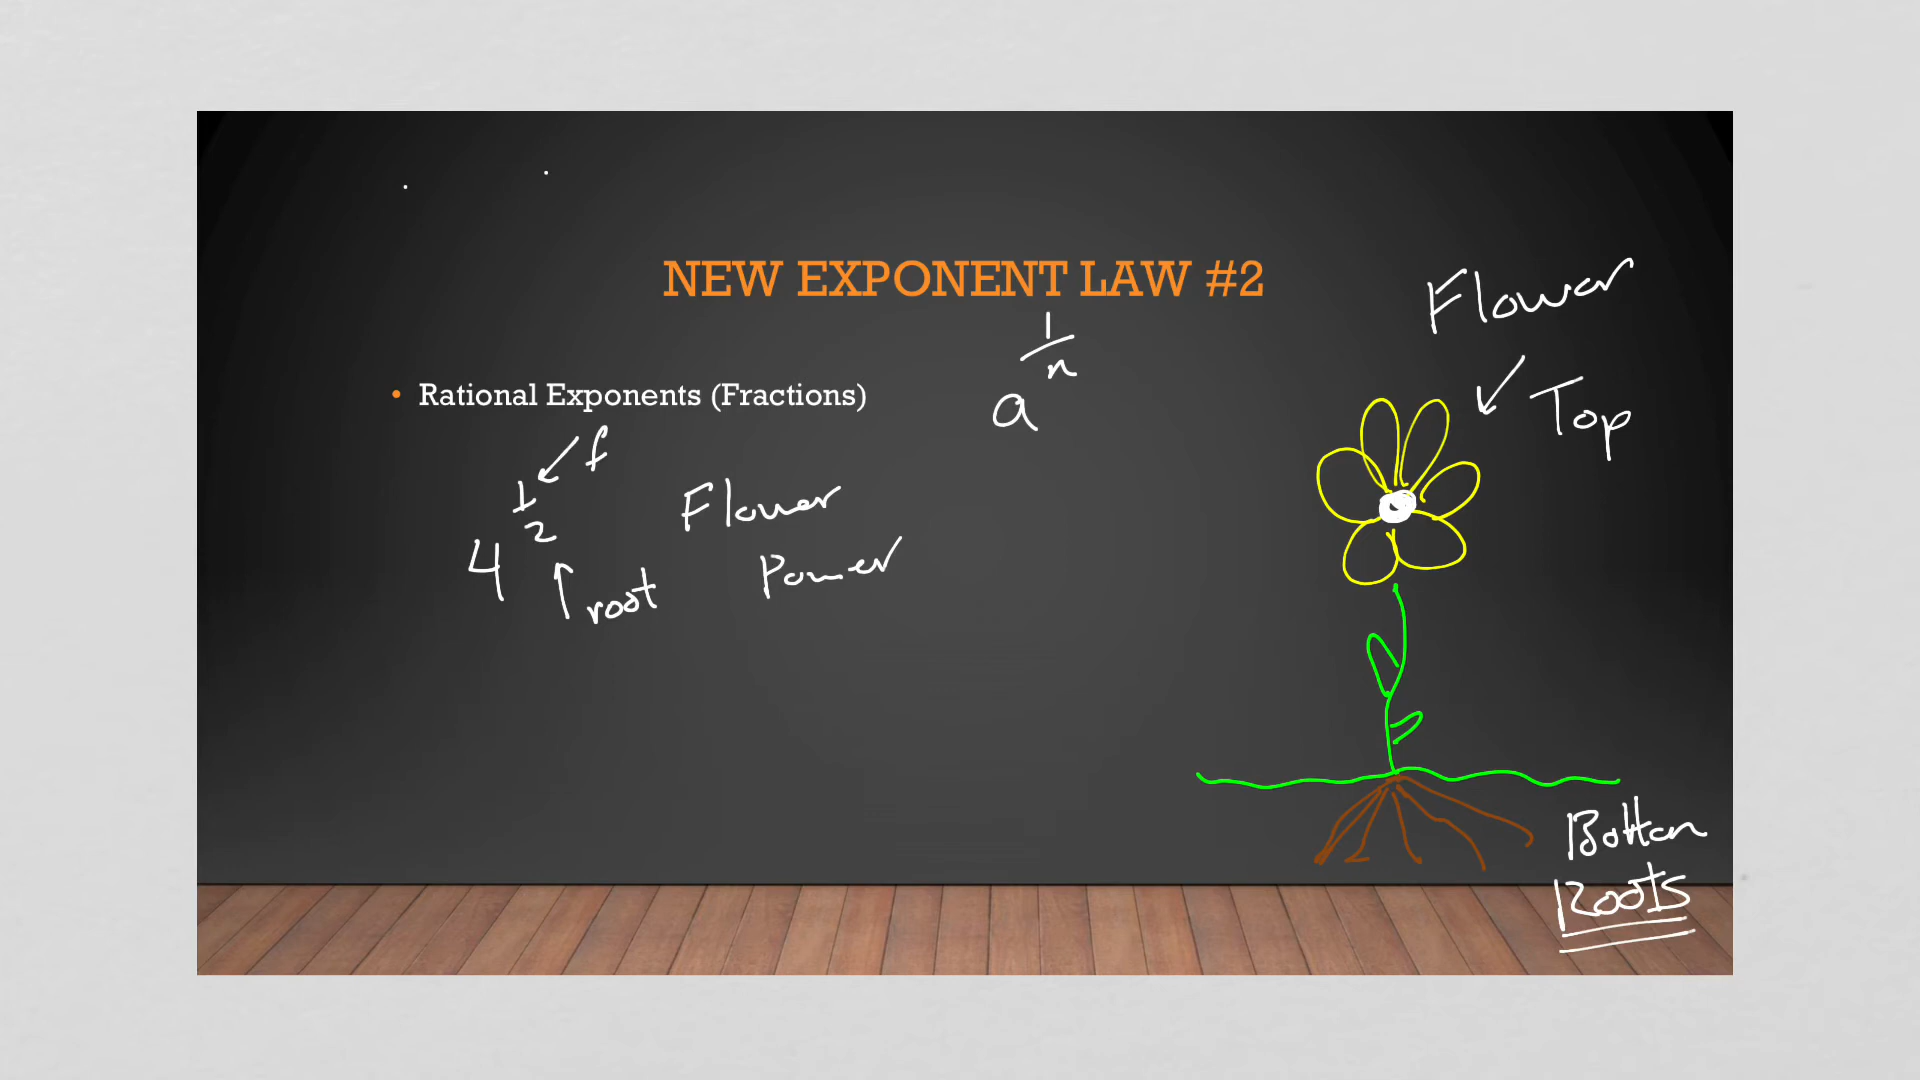 NEW EXPONENT LAW #2
• Rational Exponents (Fractions)
a^(1/n)
4^(1/2)
f
root
Flower
Power
Flower
Top
Bottom
Roots